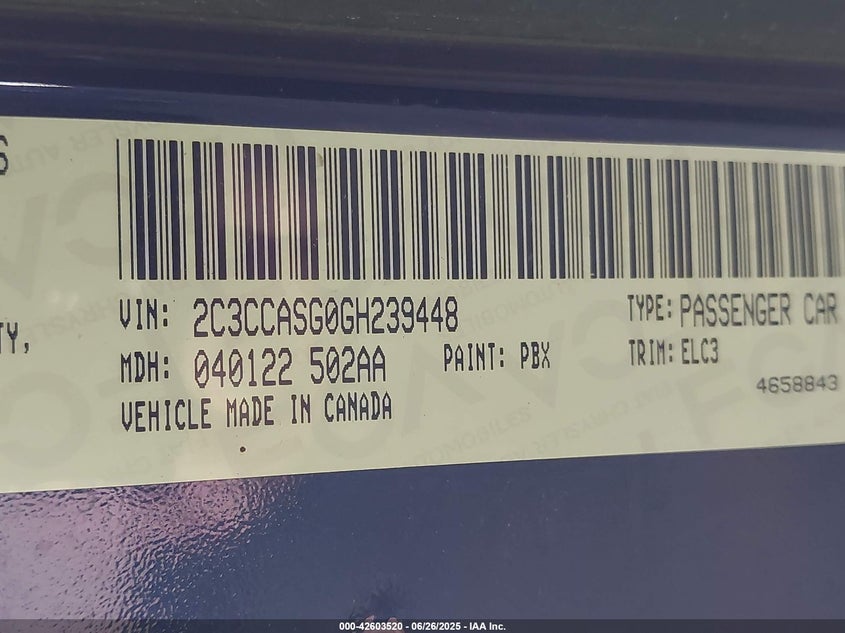 S
TY,
VIN: 2C3CCASG0GH239448
TYPE: PASSENGER CAR
MDH: 040122 502AA
PAINT: PBX
TRIM: ELC3
4658843
VEHICLE MADE IN CANADA
000-42603520 - 06/26/2025 - IAA Inc.